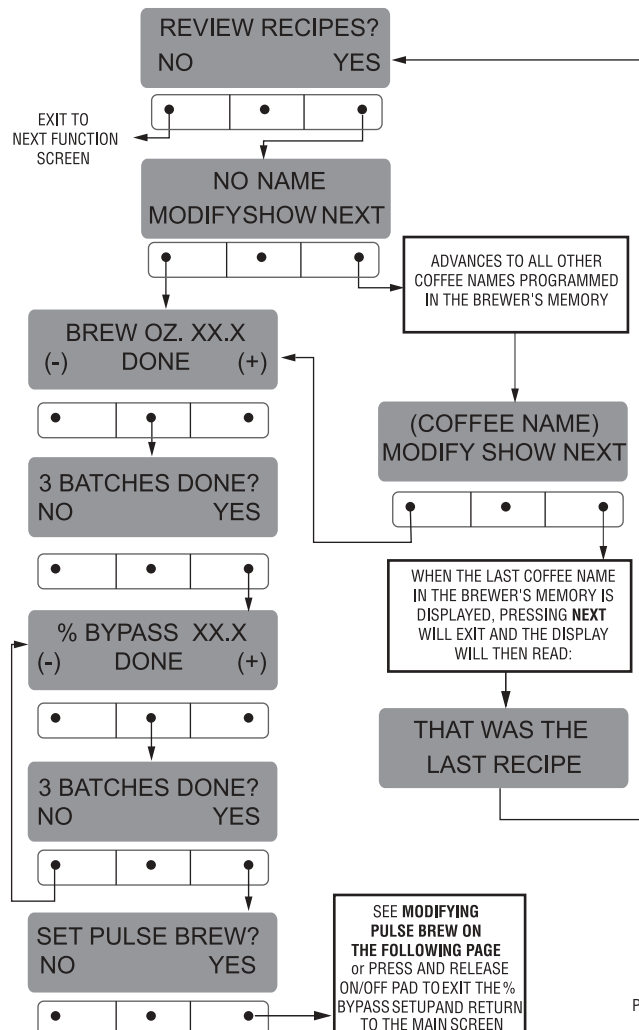 REVIEW RECIPES?
NO YES
EXIT TO
NEXT FUNCTION
SCREEN
NO NAME
MODIFYSHOW NEXT
ADVANCES TO ALL OTHER
COFFEE NAMES PROGRAMMED
IN THE BREWER'S MEMORY
BREW OZ. XX.X
(-) DONE (+)
(COFFEE NAME)
MODIFY SHOW NEXT
3 BATCHES DONE?
NO YES
WHEN THE LAST COFFEE NAME
IN THE BREWER'S MEMORY IS
DISPLAYED, PRESSING NEXT
WILL EXIT AND THE DISPLAY
WILL THEN READ:
% BYPASS XX.X
(-) DONE (+)
THAT WAS THE
LAST RECIPE
3 BATCHES DONE?
NO YES
SET PULSE BREW?
NO YES
SEE MODIFYING
PULSE BREW ON
THE FOLLOWING PAGE
or PRESS AND RELEASE
ON/OFF PAD TO EXIT THE %
BYPASS SETUP AND RETURN
TO THE MAIN SCREEN
P